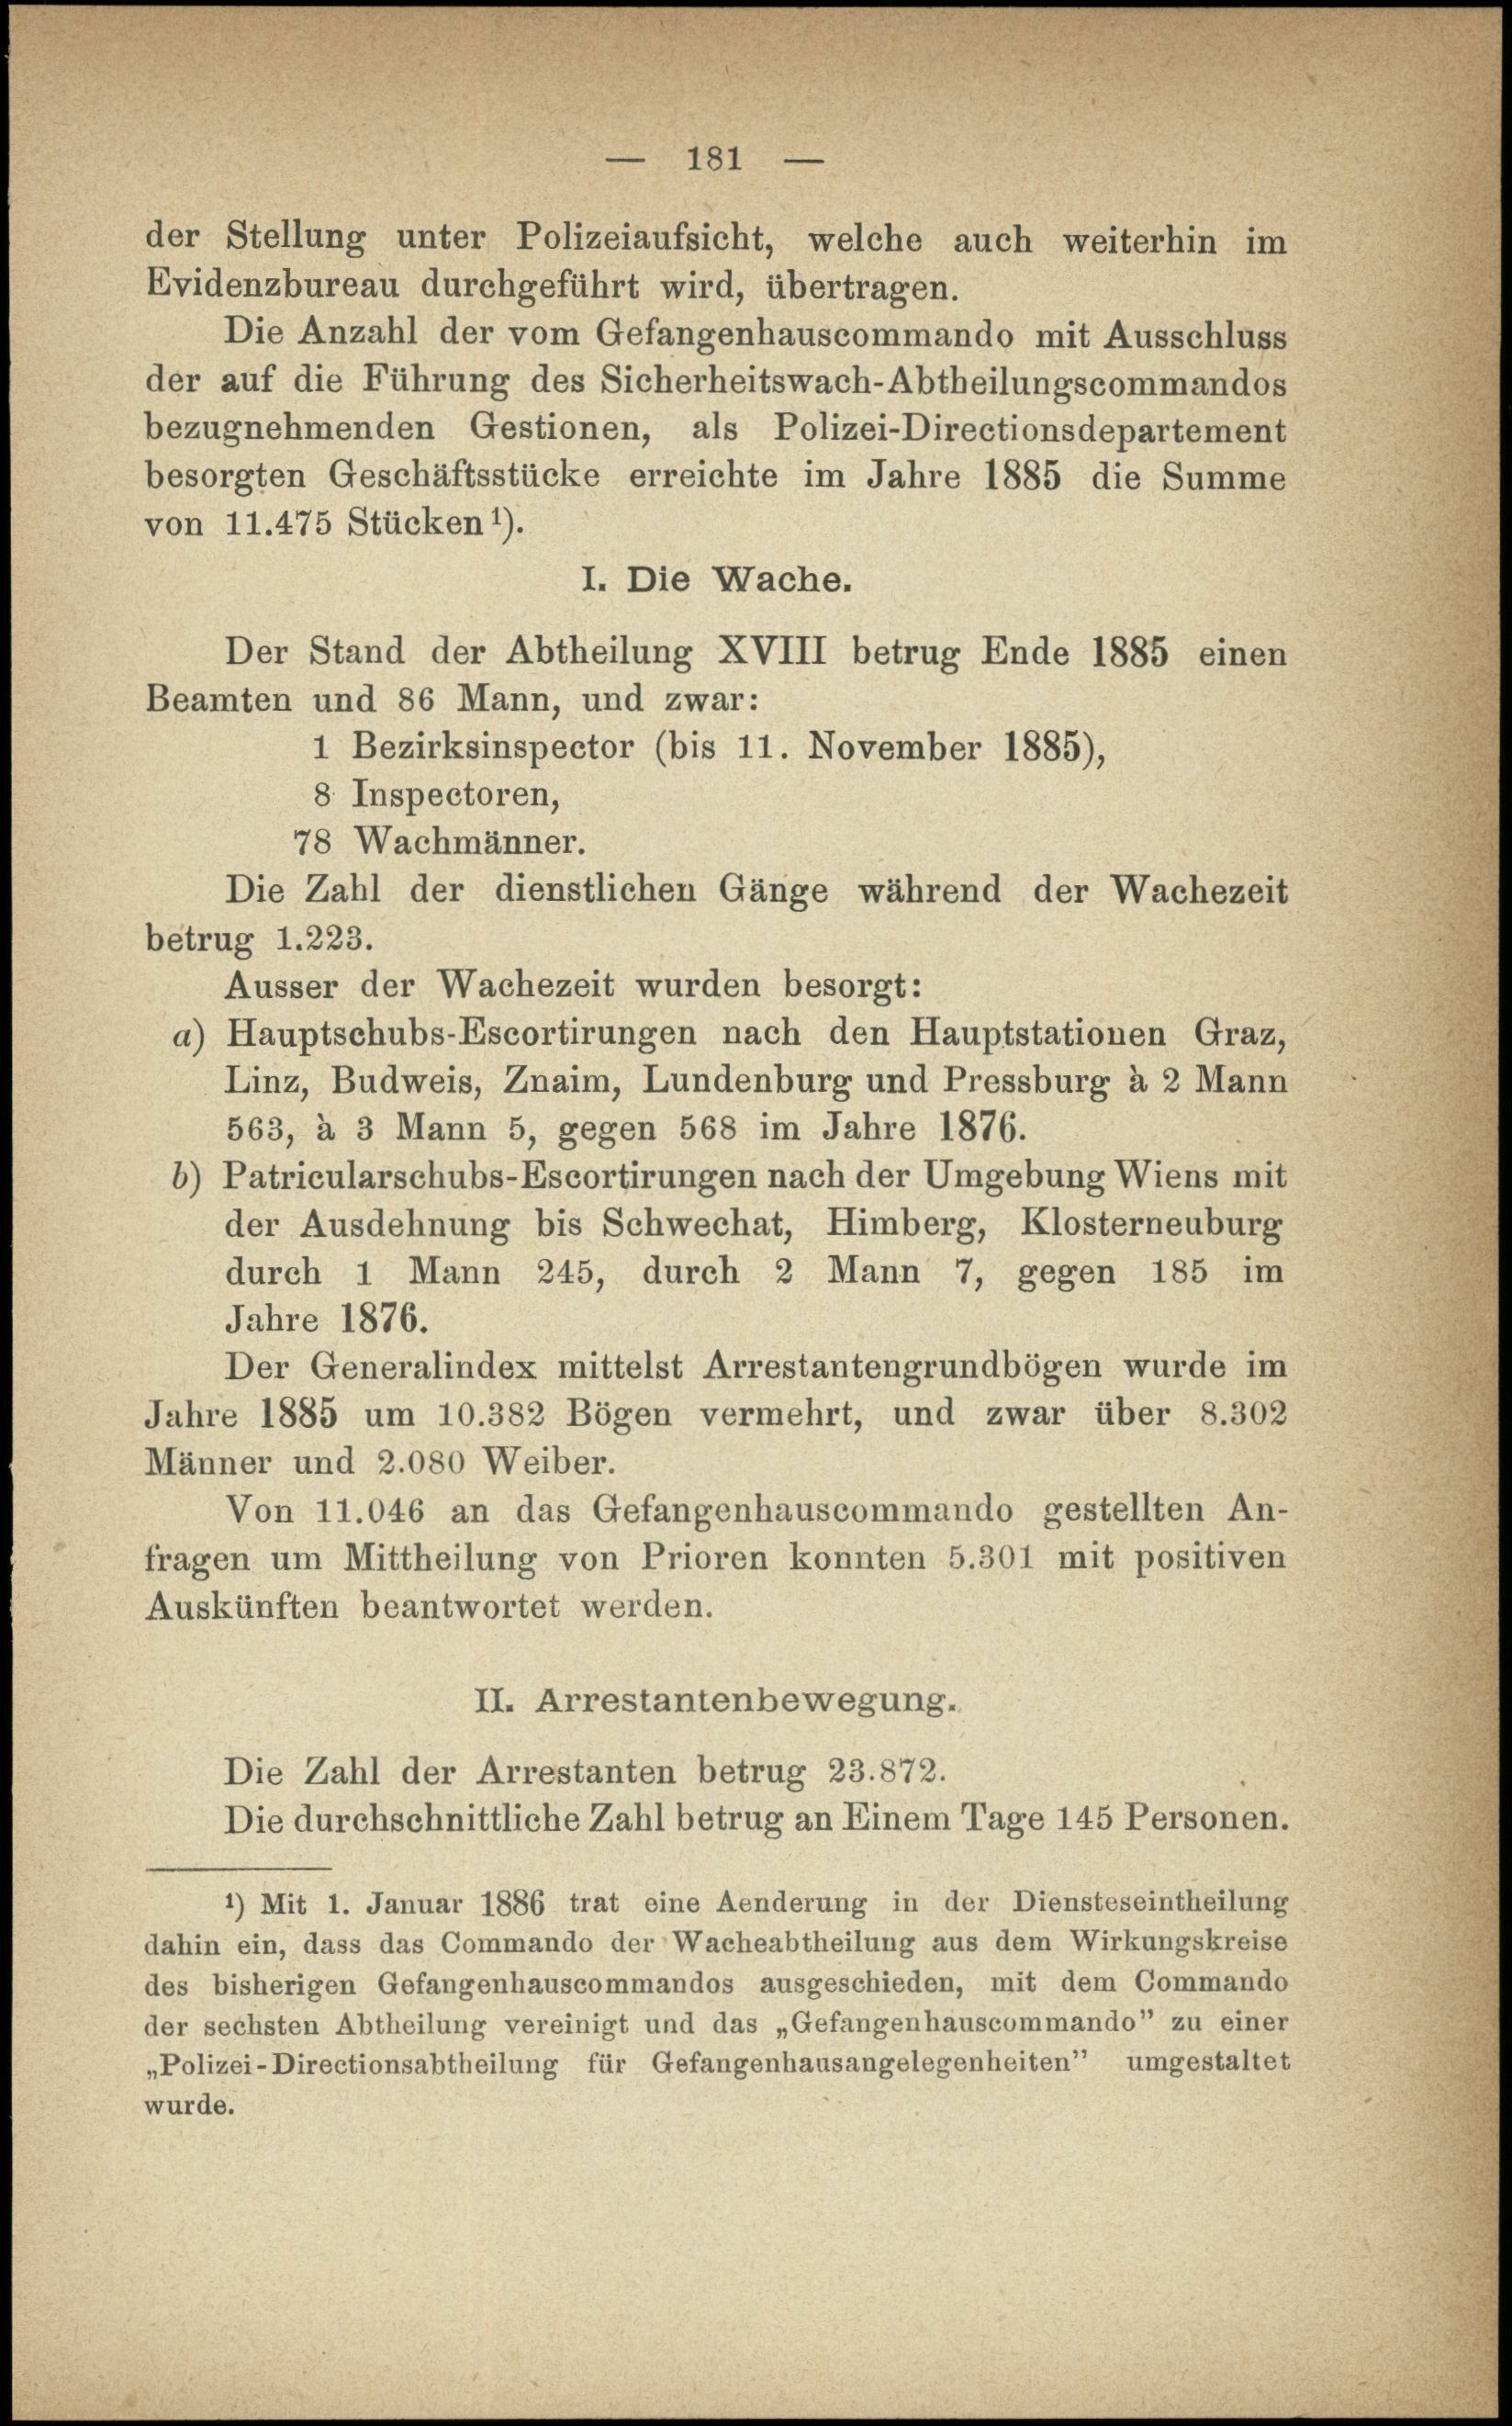 — 181 —
der Stellung unter Polizeiaufsicht, welche auch weiterhin im
Evidenzbureau durchgeführt wird, übertragen.
Die Anzahl der vom Gefangenhauscommando mit Ausschluss
der auf die Führung des Sicherheitswach-Abtheilungscommandos
bezugnehmenden Gestionen, als Polizei-Directionsdepartement
besorgten Geschäftsstücke erreichte im Jahre 1885 die Summe
von 11.475 Stücken ¹).
I. Die Wache.
Der Stand der Abtheilung XVIII betrug Ende 1885 einen
Beamten und 86 Mann, und zwar:
1 Bezirksinspector (bis 11. November 1885),
8 Inspectoren,
78 Wachmänner.
Die Zahl der dienstlichen Gänge während der Wachezeit
betrug 1.223.
Ausser der Wachezeit wurden besorgt:
a) Hauptschubs-Escortirungen nach den Hauptstationen Graz,
Linz, Budweis, Znaim, Lundenburg und Pressburg à 2 Mann
563, à 3 Mann 5, gegen 568 im Jahre 1876.
b) Patricularschubs-Escortirungen nach der Umgebung Wiens mit
der Ausdehnung bis Schwechat, Himberg, Klosterneuburg
durch 1 Mann 245, durch 2 Mann 7, gegen 185 im
Jahre 1876.
Der Generalindex mittelst Arrestantengrundbögen wurde im
Jahre 1885 um 10.382 Bögen vermehrt, und zwar über 8.302
Männer und 2.080 Weiber.
Von 11.046 an das Gefangenhauscommando gestellten An-
fragen um Mittheilung von Prioren konnten 5.301 mit positiven
Auskünften beantwortet werden.
II. Arrestantenbewegung.
Die Zahl der Arrestanten betrug 23.872.
Die durchschnittliche Zahl betrug an Einem Tage 145 Personen.
¹) Mit 1. Januar 1886 trat eine Aenderung in der Diensteseintheilung
dahin ein, dass das Commando der Wacheabtheilung aus dem Wirkungskreise
des bisherigen Gefangenhauscommandos ausgeschieden, mit dem Commando
der sechsten Abtheilung vereinigt und das „Gefangenhauscommando” zu einer
„Polizei-Directionsabtheilung für Gefangenhausangelegenheiten” umgestaltet
wurde.